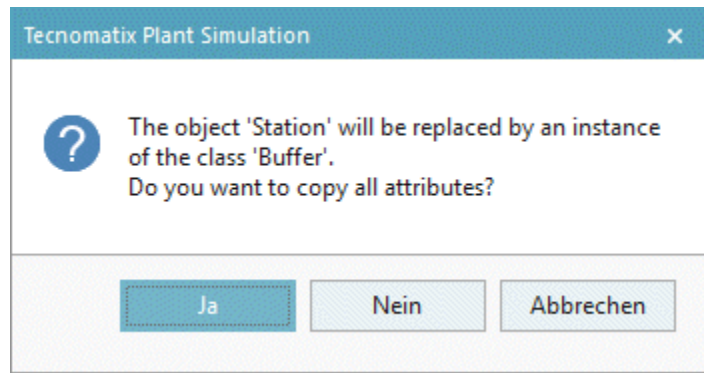 Tecnomatix Plant Simulation
The object 'Station' will be replaced by an instance
of the class 'Buffer'.
Do you want to copy all attributes?
Ja Nein Abbrechen